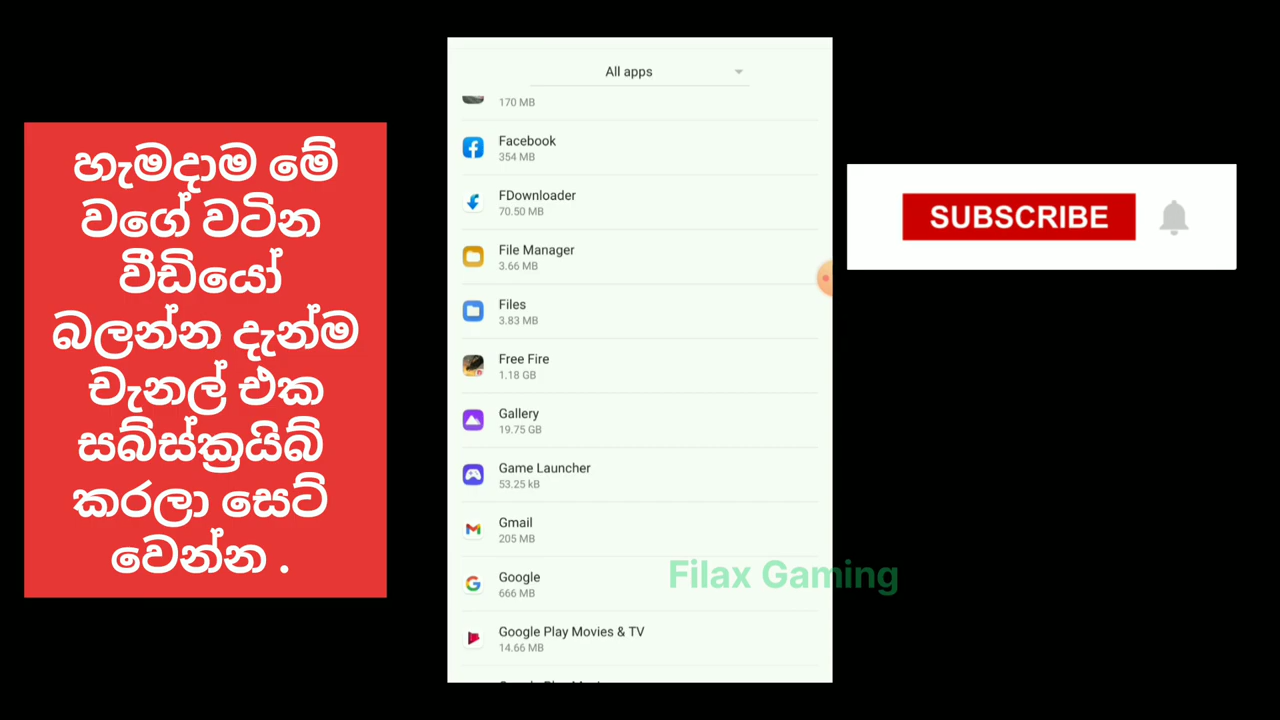 හැමදාම මේ
වගේ වටින
වීඩියෝ
බලන්න දැන්ම
චැනල් එක
සබ්ස්ක්‍රයිබ්
කරලා සෙට්
වෙන්න .
All apps
170 MB
Facebook
354 MB
FDownloader
70.50 MB
File Manager
3.66 MB
Files
3.83 MB
Free Fire
1.18 GB
Gallery
19.75 GB
Game Launcher
53.25 kB
Gmail
205 MB
Google
666 MB
Google Play Movies & TV
14.66 MB
SUBSCRIBE
Filax Gaming